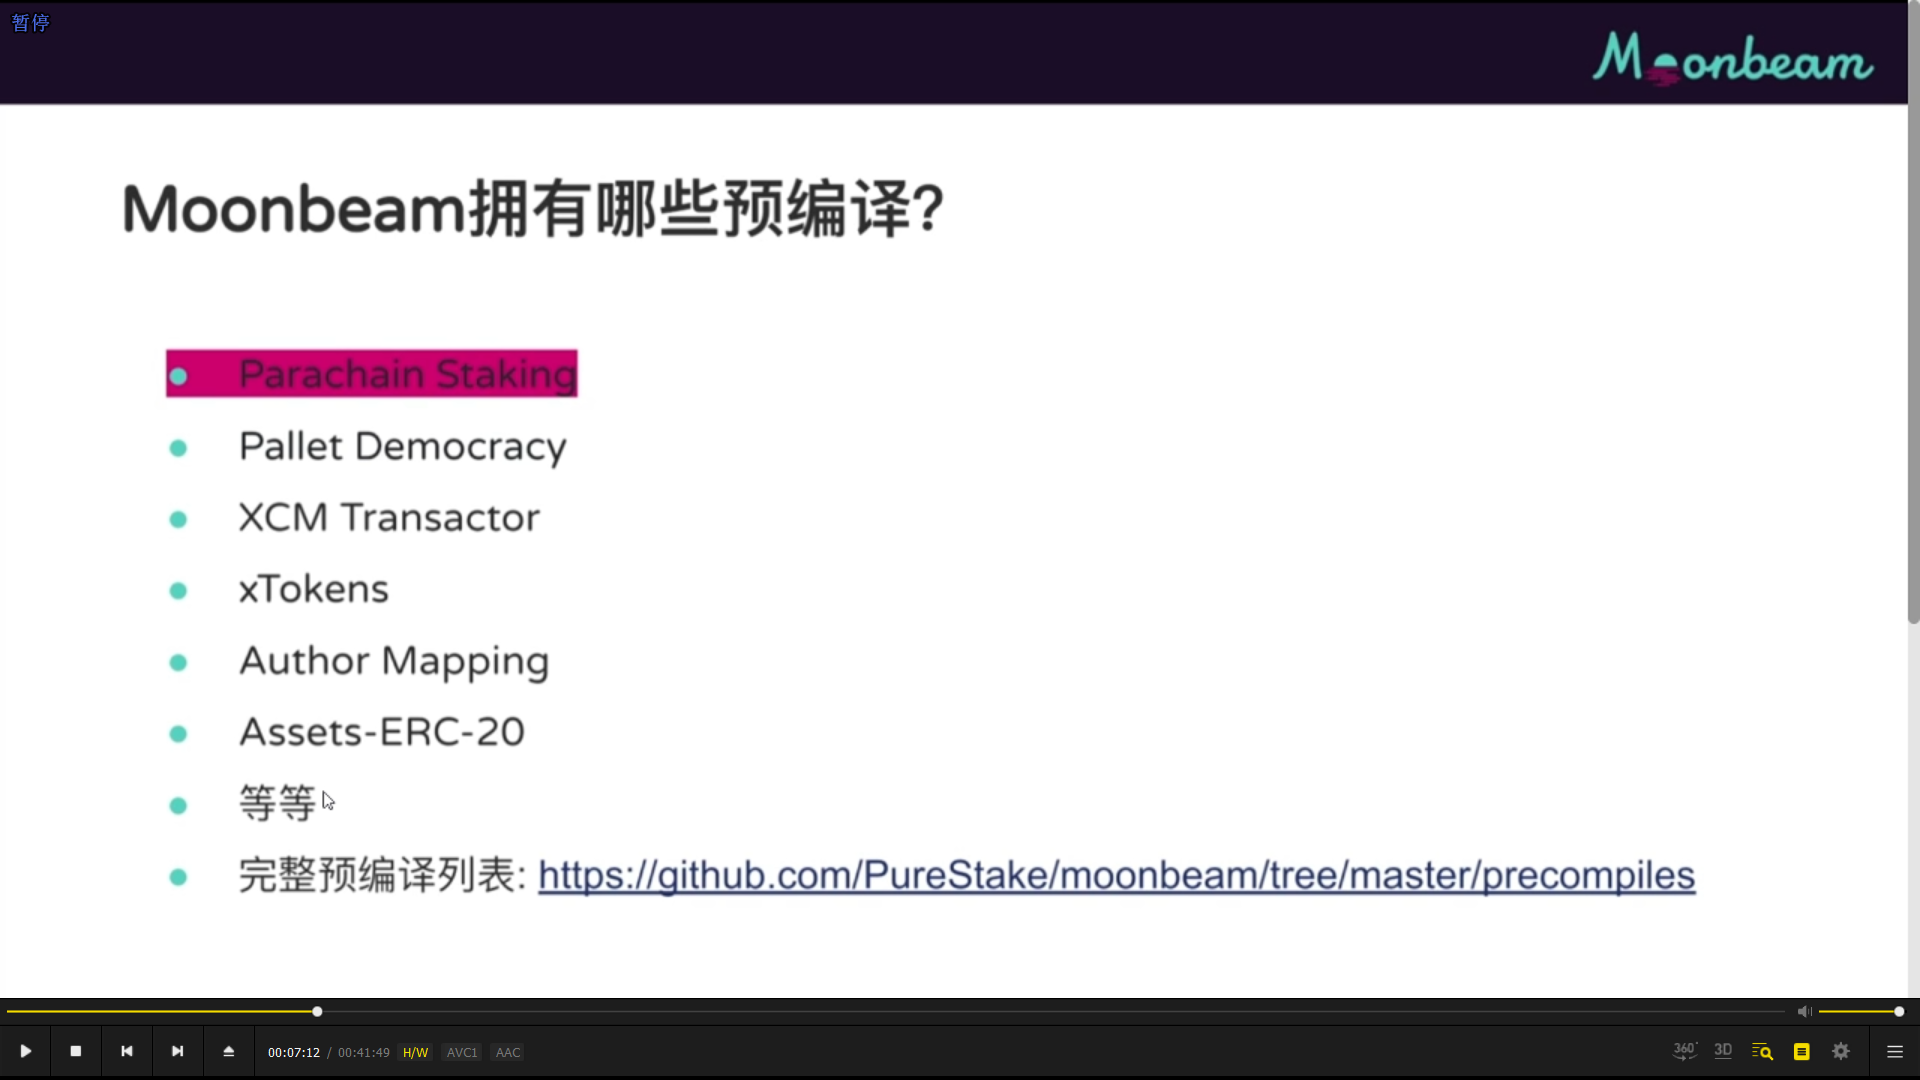 暂停
Moonbeam
Moonbeam拥有哪些预编译?
Parachain Staking
Pallet Democracy
XCM Transactor
xTokens
Author Mapping
Assets-ERC-20
等等
完整预编译列表: https://github.com/PureStake/moonbeam/tree/master/precompiles
00:07:12 / 00:41:49 H/W AVC1 AAC
360° 3D